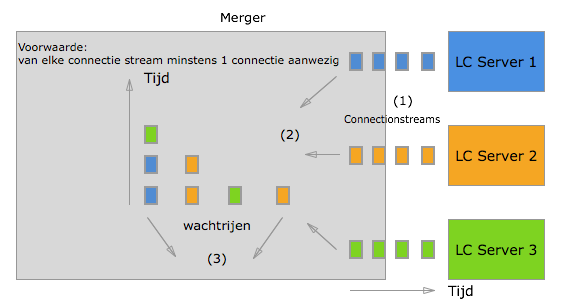 Merger
Voorwaarde:
van elke connectie stream minstens 1 connectie aanwezig
Tijd
LC Server 1
(1)
Connectionstreams
(2)
LC Server 2
wachtrijen
(3)
LC Server 3
Tijd